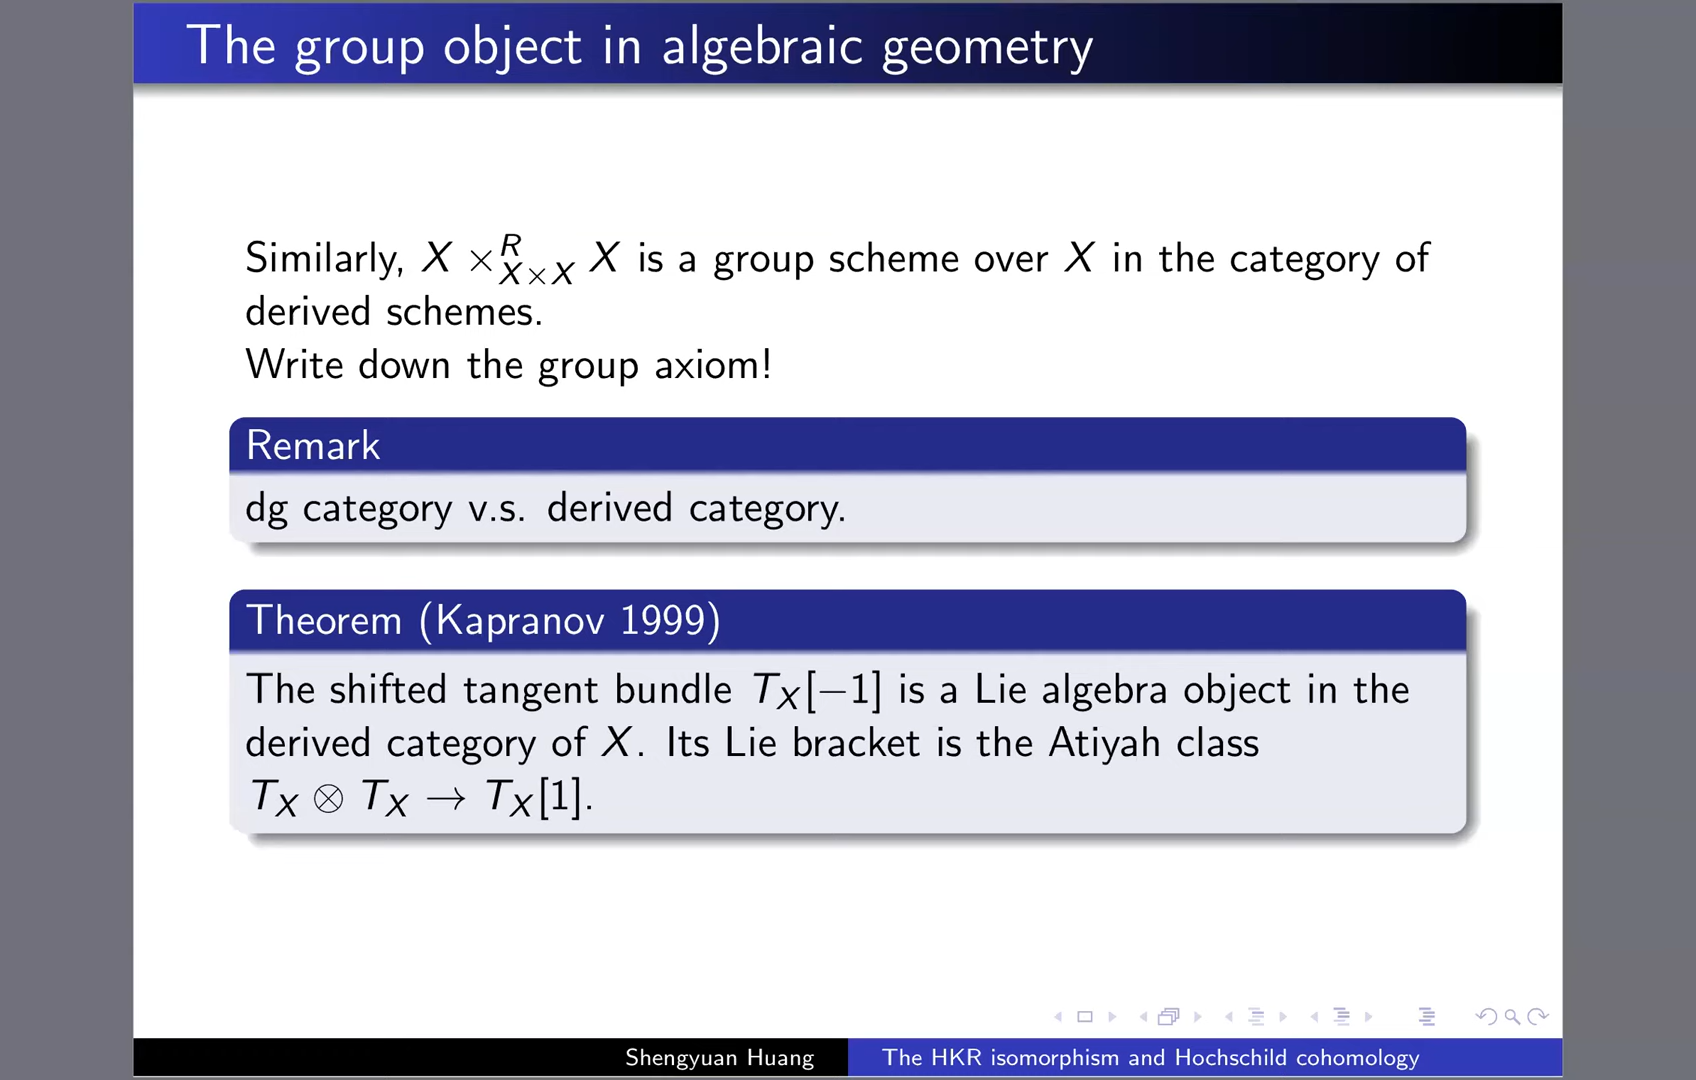 The group object in algebraic geometry
Similarly, X ×ᴿ_{X×X} X is a group scheme over X in the category of
derived schemes.
Write down the group axiom!
Remark
dg category v.s. derived category.
Theorem (Kapranov 1999)
The shifted tangent bundle T_X[−1] is a Lie algebra object in the
derived category of X. Its Lie bracket is the Atiyah class
T_X ⊗ T_X → T_X[1].
Shengyuan Huang
The HKR isomorphism and Hochschild cohomology